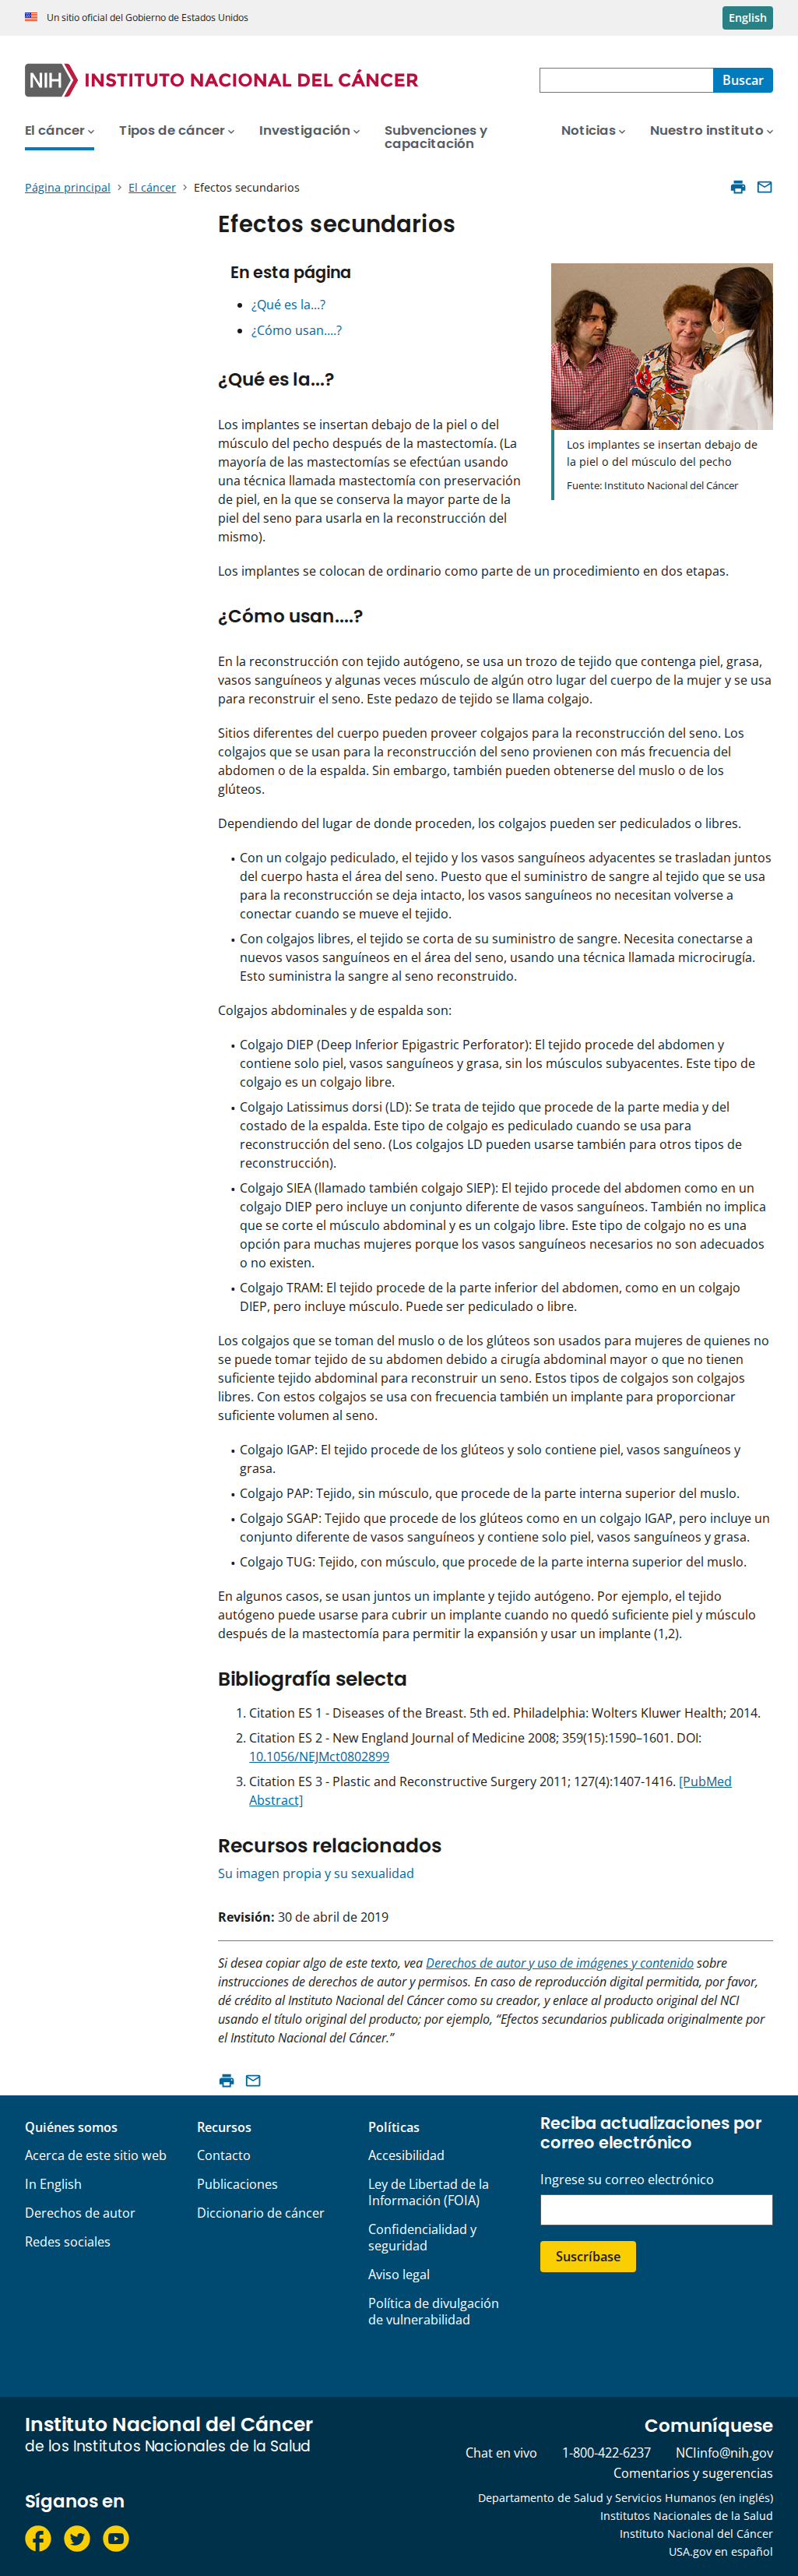 Un sitio oficial del Gobierno de Estados Unidos
English
NIH INSTITUTO NACIONAL DEL CÁNCER
Buscar
El cáncer
Tipos de cáncer
Investigación
Subvenciones y
capacitación
Noticias
Nuestro instituto
Página principal > El cáncer > Efectos secundarios
Efectos secundarios
En esta página
• ¿Qué es la...?
• ¿Cómo usan....?
¿Qué es la...?
Los implantes se insertan debajo de la piel o del
músculo del pecho después de la mastectomía. (La
mayoría de las mastectomías se efectúan usando
una técnica llamada mastectomía con preservación
de piel, en la que se conserva la mayor parte de la
piel del seno para usarla en la reconstrucción del
mismo).
Los implantes se insertan debajo de
la piel o del músculo del pecho
Fuente: Instituto Nacional del Cáncer
Los implantes se colocan de ordinario como parte de un procedimiento en dos etapas.
¿Cómo usan....?
En la reconstrucción con tejido autógeno, se usa un trozo de tejido que contenga piel, grasa,
vasos sanguíneos y algunas veces músculo de algún otro lugar del cuerpo de la mujer y se usa
para reconstruir el seno. Este pedazo de tejido se llama colgajo.
Sitios diferentes del cuerpo pueden proveer colgajos para la reconstrucción del seno. Los
colgajos que se usan para la reconstrucción del seno provienen con más frecuencia del
abdomen o de la espalda. Sin embargo, también pueden obtenerse del muslo o de los
glúteos.
Dependiendo del lugar de donde proceden, los colgajos pueden ser pediculados o libres.
• Con un colgajo pediculado, el tejido y los vasos sanguíneos adyacentes se trasladan juntos
del cuerpo hasta el área del seno. Puesto que el suministro de sangre al tejido que se usa
para la reconstrucción se deja intacto, los vasos sanguíneos no necesitan volverse a
conectar cuando se mueve el tejido.
• Con colgajos libres, el tejido se corta de su suministro de sangre. Necesita conectarse a
nuevos vasos sanguíneos en el área del seno, usando una técnica llamada microcirugía.
Esto suministra la sangre al seno reconstruido.
Colgajos abdominales y de espalda son:
• Colgajo DIEP (Deep Inferior Epigastric Perforator): El tejido procede del abdomen y
contiene solo piel, vasos sanguíneos y grasa, sin los músculos subyacentes. Este tipo de
colgajo es un colgajo libre.
• Colgajo Latissimus dorsi (LD): Se trata de tejido que procede de la parte media y del
costado de la espalda. Este tipo de colgajo es pediculado cuando se usa para
reconstrucción del seno. (Los colgajos LD pueden usarse también para otros tipos de
reconstrucción).
• Colgajo SIEA (llamado también colgajo SIEP): El tejido procede del abdomen como en un
colgajo DIEP pero incluye un conjunto diferente de vasos sanguíneos. También no implica
que se corte el músculo abdominal y es un colgajo libre. Este tipo de colgajo no es una
opción para muchas mujeres porque los vasos sanguíneos necesarios no son adecuados
o no existen.
• Colgajo TRAM: El tejido procede de la parte inferior del abdomen, como en un colgajo
DIEP, pero incluye músculo. Puede ser pediculado o libre.
Los colgajos que se toman del muslo o de los glúteos son usados para mujeres de quienes no
se puede tomar tejido de su abdomen debido a cirugía abdominal mayor o que no tienen
suficiente tejido abdominal para reconstruir un seno. Estos tipos de colgajos son colgajos
libres. Con estos colgajos se usa con frecuencia también un implante para proporcionar
suficiente volumen al seno.
• Colgajo IGAP: El tejido procede de los glúteos y solo contiene piel, vasos sanguíneos y
grasa.
• Colgajo PAP: Tejido, sin músculo, que procede de la parte interna superior del muslo.
• Colgajo SGAP: Tejido que procede de los glúteos como en un colgajo IGAP, pero incluye un
conjunto diferente de vasos sanguíneos y contiene solo piel, vasos sanguíneos y grasa.
• Colgajo TUG: Tejido, con músculo, que procede de la parte interna superior del muslo.
En algunos casos, se usan juntos un implante y tejido autógeno. Por ejemplo, el tejido
autógeno puede usarse para cubrir un implante cuando no quedó suficiente piel y músculo
después de la mastectomía para permitir la expansión y usar un implante (1,2).
Bibliografía selecta
1. Citation ES 1 - Diseases of the Breast. 5th ed. Philadelphia: Wolters Kluwer Health; 2014.
2. Citation ES 2 - New England Journal of Medicine 2008; 359(15):1590–1601. DOI:
10.1056/NEJMct0802899
3. Citation ES 3 - Plastic and Reconstructive Surgery 2011; 127(4):1407-1416. [PubMed
Abstract]
Recursos relacionados
Su imagen propia y su sexualidad
Revisión: 30 de abril de 2019
Si desea copiar algo de este texto, vea Derechos de autor y uso de imágenes y contenido sobre
instrucciones de derechos de autor y permisos. En caso de reproducción digital permitida, por favor,
dé crédito al Instituto Nacional del Cáncer como su creador, y enlace al producto original del NCI
usando el título original del producto; por ejemplo, “Efectos secundarios publicada originalmente por
el Instituto Nacional del Cáncer.”
Quiénes somos
Acerca de este sitio web
In English
Derechos de autor
Redes sociales
Recursos
Contacto
Publicaciones
Diccionario de cáncer
Políticas
Accesibilidad
Ley de Libertad de la
Información (FOIA)
Confidencialidad y
seguridad
Aviso legal
Política de divulgación
de vulnerabilidad
Reciba actualizaciones por
correo electrónico
Ingrese su correo electrónico
Suscríbase
Instituto Nacional del Cáncer
de los Institutos Nacionales de la Salud
Síganos en
Comuníquese
Chat en vivo 1-800-422-6237 NCIinfo@nih.gov
Comentarios y sugerencias
Departamento de Salud y Servicios Humanos (en inglés)
Institutos Nacionales de la Salud
Instituto Nacional del Cáncer
USA.gov en español